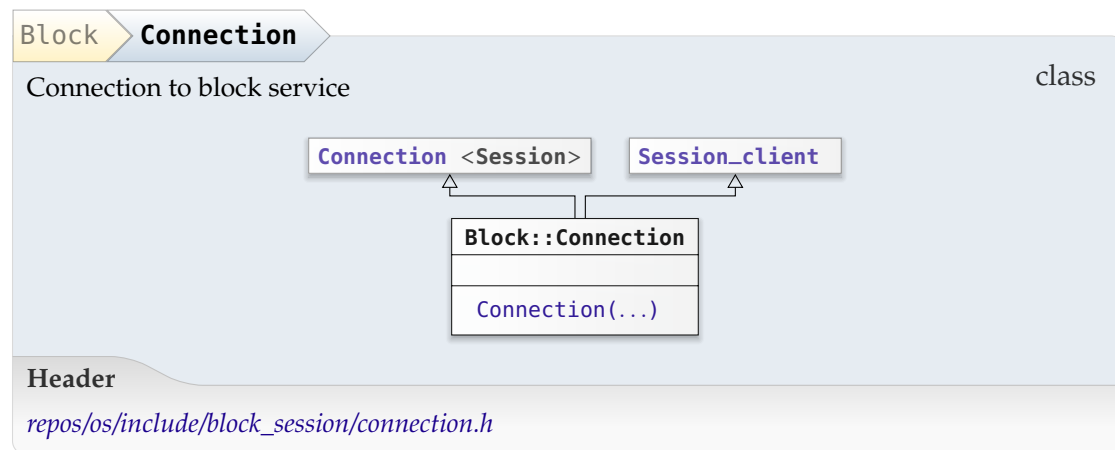 Block Connection
class
Connection to block service
Connection <Session> Session_client
Block::Connection
Connection(...)
Header
repos/os/include/block_session/connection.h